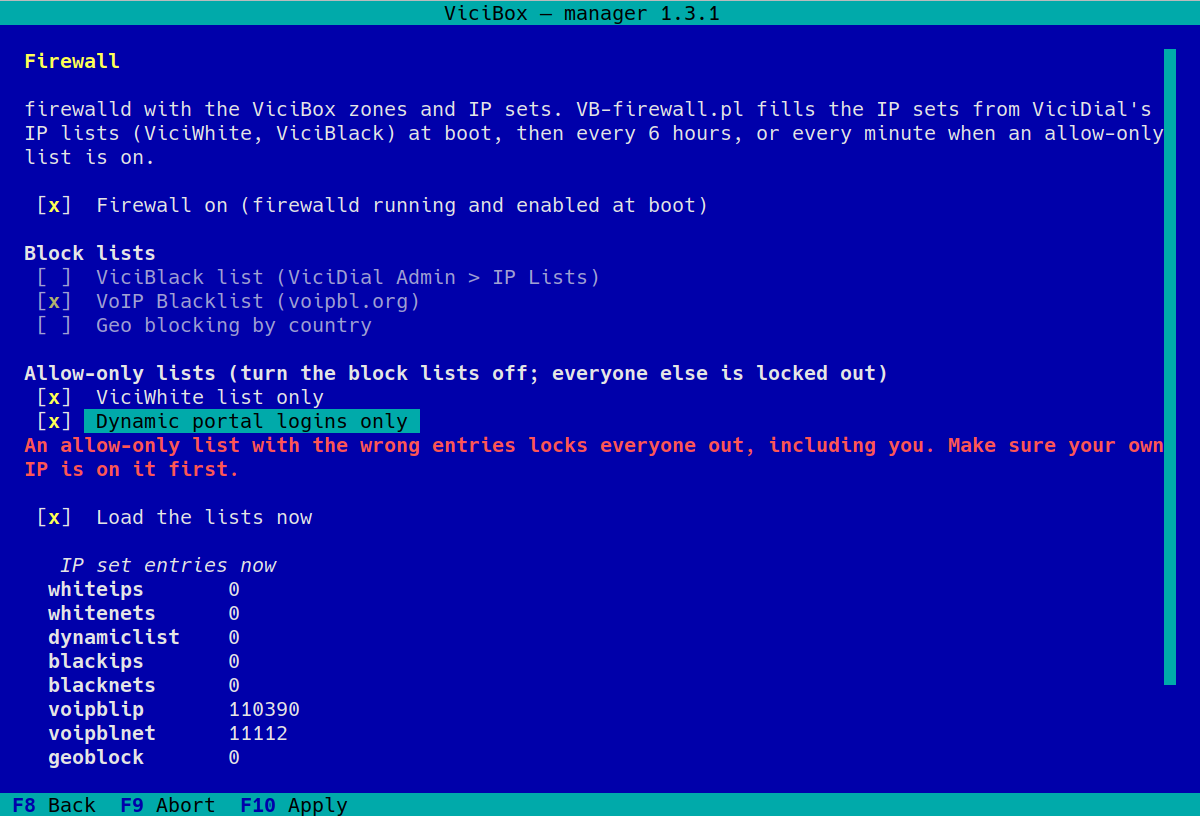 ViciBox — manager 1.3.1
Firewall
firewalld with the ViciBox zones and IP sets. VB-firewall.pl fills the IP sets from ViciDial's
IP lists (ViciWhite, ViciBlack) at boot, then every 6 hours, or every minute when an allow-only
list is on.
[x] Firewall on (firewalld running and enabled at boot)
Block lists
[ ] ViciBlack list (ViciDial Admin > IP Lists)
[x] VoIP Blacklist (voipbl.org)
[ ] Geo blocking by country
Allow-only lists (turn the block lists off; everyone else is locked out)
[x] ViciWhite list only
[x] Dynamic portal logins only
An allow-only list with the wrong entries locks everyone out, including you. Make sure your own
IP is on it first.
[x] Load the lists now
IP set entries now
whiteips 0
whitenets 0
dynamiclist 0
blackips 0
blacknets 0
voipblip 110390
voipblnet 11112
geoblock 0
F8 Back F9 Abort F10 Apply